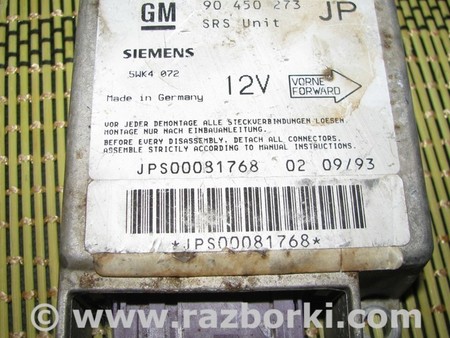 GM 90 450 273 JP
SRS Unit
SIEMENS
5WK4 072
12V
VORNE
FORWARD
Made in Germany
VOR JEDER DEMONTAGE ALLE STECKVERBINDUNGEN LOESEN.
MONTAGE NUR NACH EINBAUANLEITUNG.
BEFORE EVERY DISASSEMBLY, DETACH ALL CONNECTORS.
ASSEMBLE STRICTLY ACCORDING TO MANUAL INSTRUCTIONS.
JPS00081768 02 09/93
*JPS00081768*
www.razborki.com